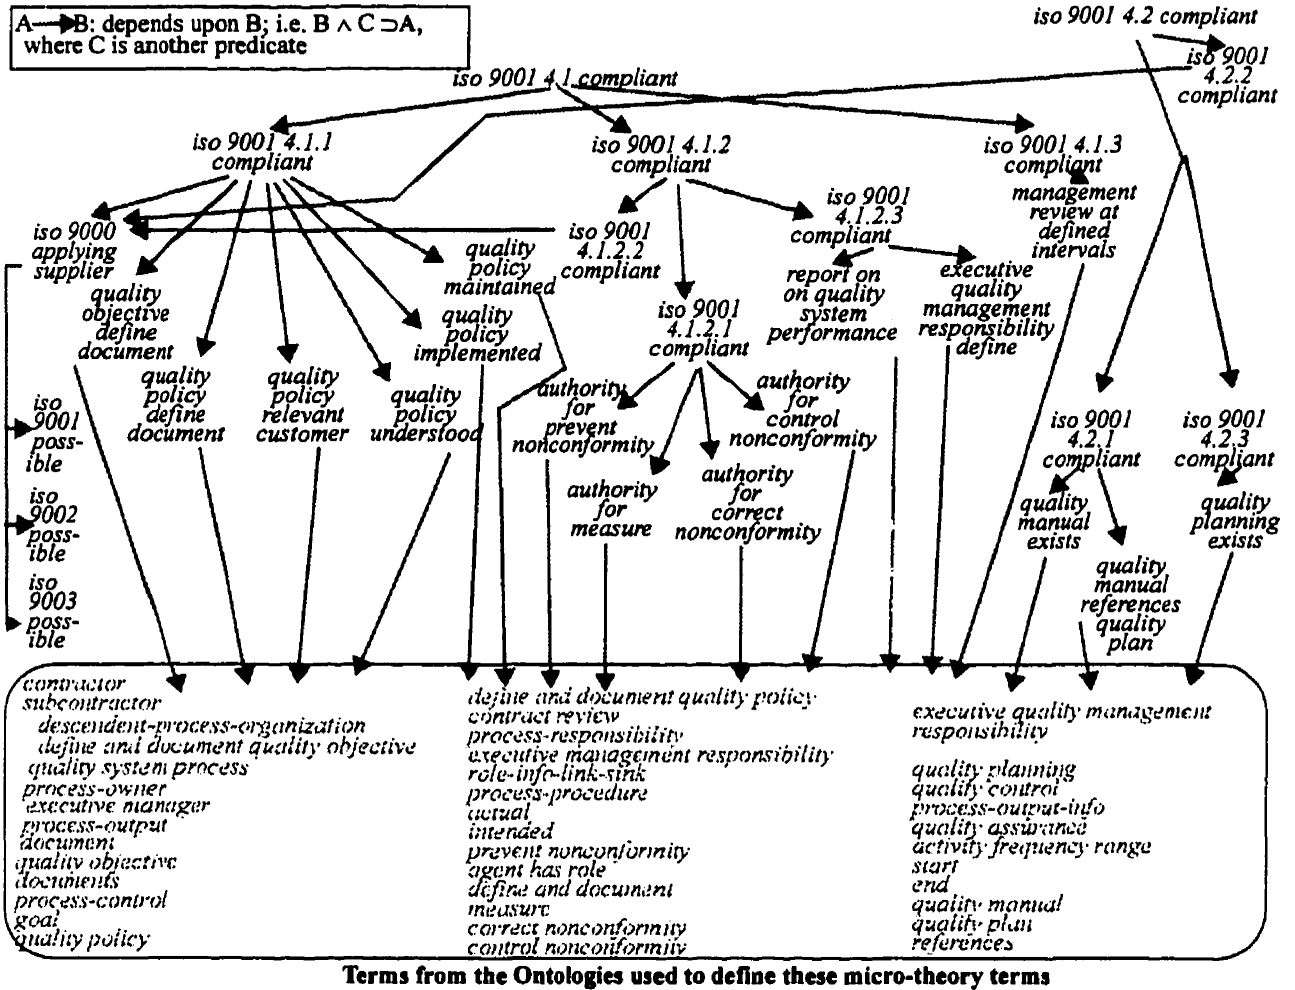 A→B: depends upon B; i.e. B ∧ C ⊃A,
where C is another predicate
iso 9001 4.2 compliant
iso 9001
4.2.2
compliant
iso 9001 4.1 compliant
iso 9001 4.1.1
compliant
iso 9001 4.1.2
compliant
iso 9001 4.1.3
compliant
iso 9000
applying
supplier
quality
objective
define
document
quality
policy
define
document
quality
policy
relevant
customer
quality
policy
understood
quality
policy
implemented
quality
policy
maintained
iso 9001
4.1.2.2
compliant
iso 9001
4.1.2.1
compliant
iso 9001
4.1.2.3
compliant
report on
on quality
system
performance
executive
quality
management
responsibility
define
management
review at
defined
intervals
iso
9001
poss-
ible
iso
9002
poss-
ible
iso
9003
poss-
ible
authority
for
prevent
nonconformity
authority
for
measure
authority
for
correct
nonconformity
authority
for
control
nonconformity
iso 9001
4.2.1
compliant
iso 9001
4.2.3
compliant
quality
manual
exists
quality
manual
references
quality
plan
quality
planning
exists
contractor
subcontractor
descendent-process-organization
define and document quality objective
quality system process
process-owner
executive manager
process-output
document
quality objective
documents
process-control
goal
quality policy
define and document quality policy
contract review
process-responsibility
executive management responsibility
role-info-link-sink
process-procedure
actual
intended
prevent nonconformity
agent has role
define and document
measure
correct nonconformity
control nonconformity
executive quality management
responsibility
quality planning
quality control
process-output-info
quality assurance
activity frequency range
start
end
quality manual
quality plan
references
Terms from the Ontologies used to define these micro-theory terms